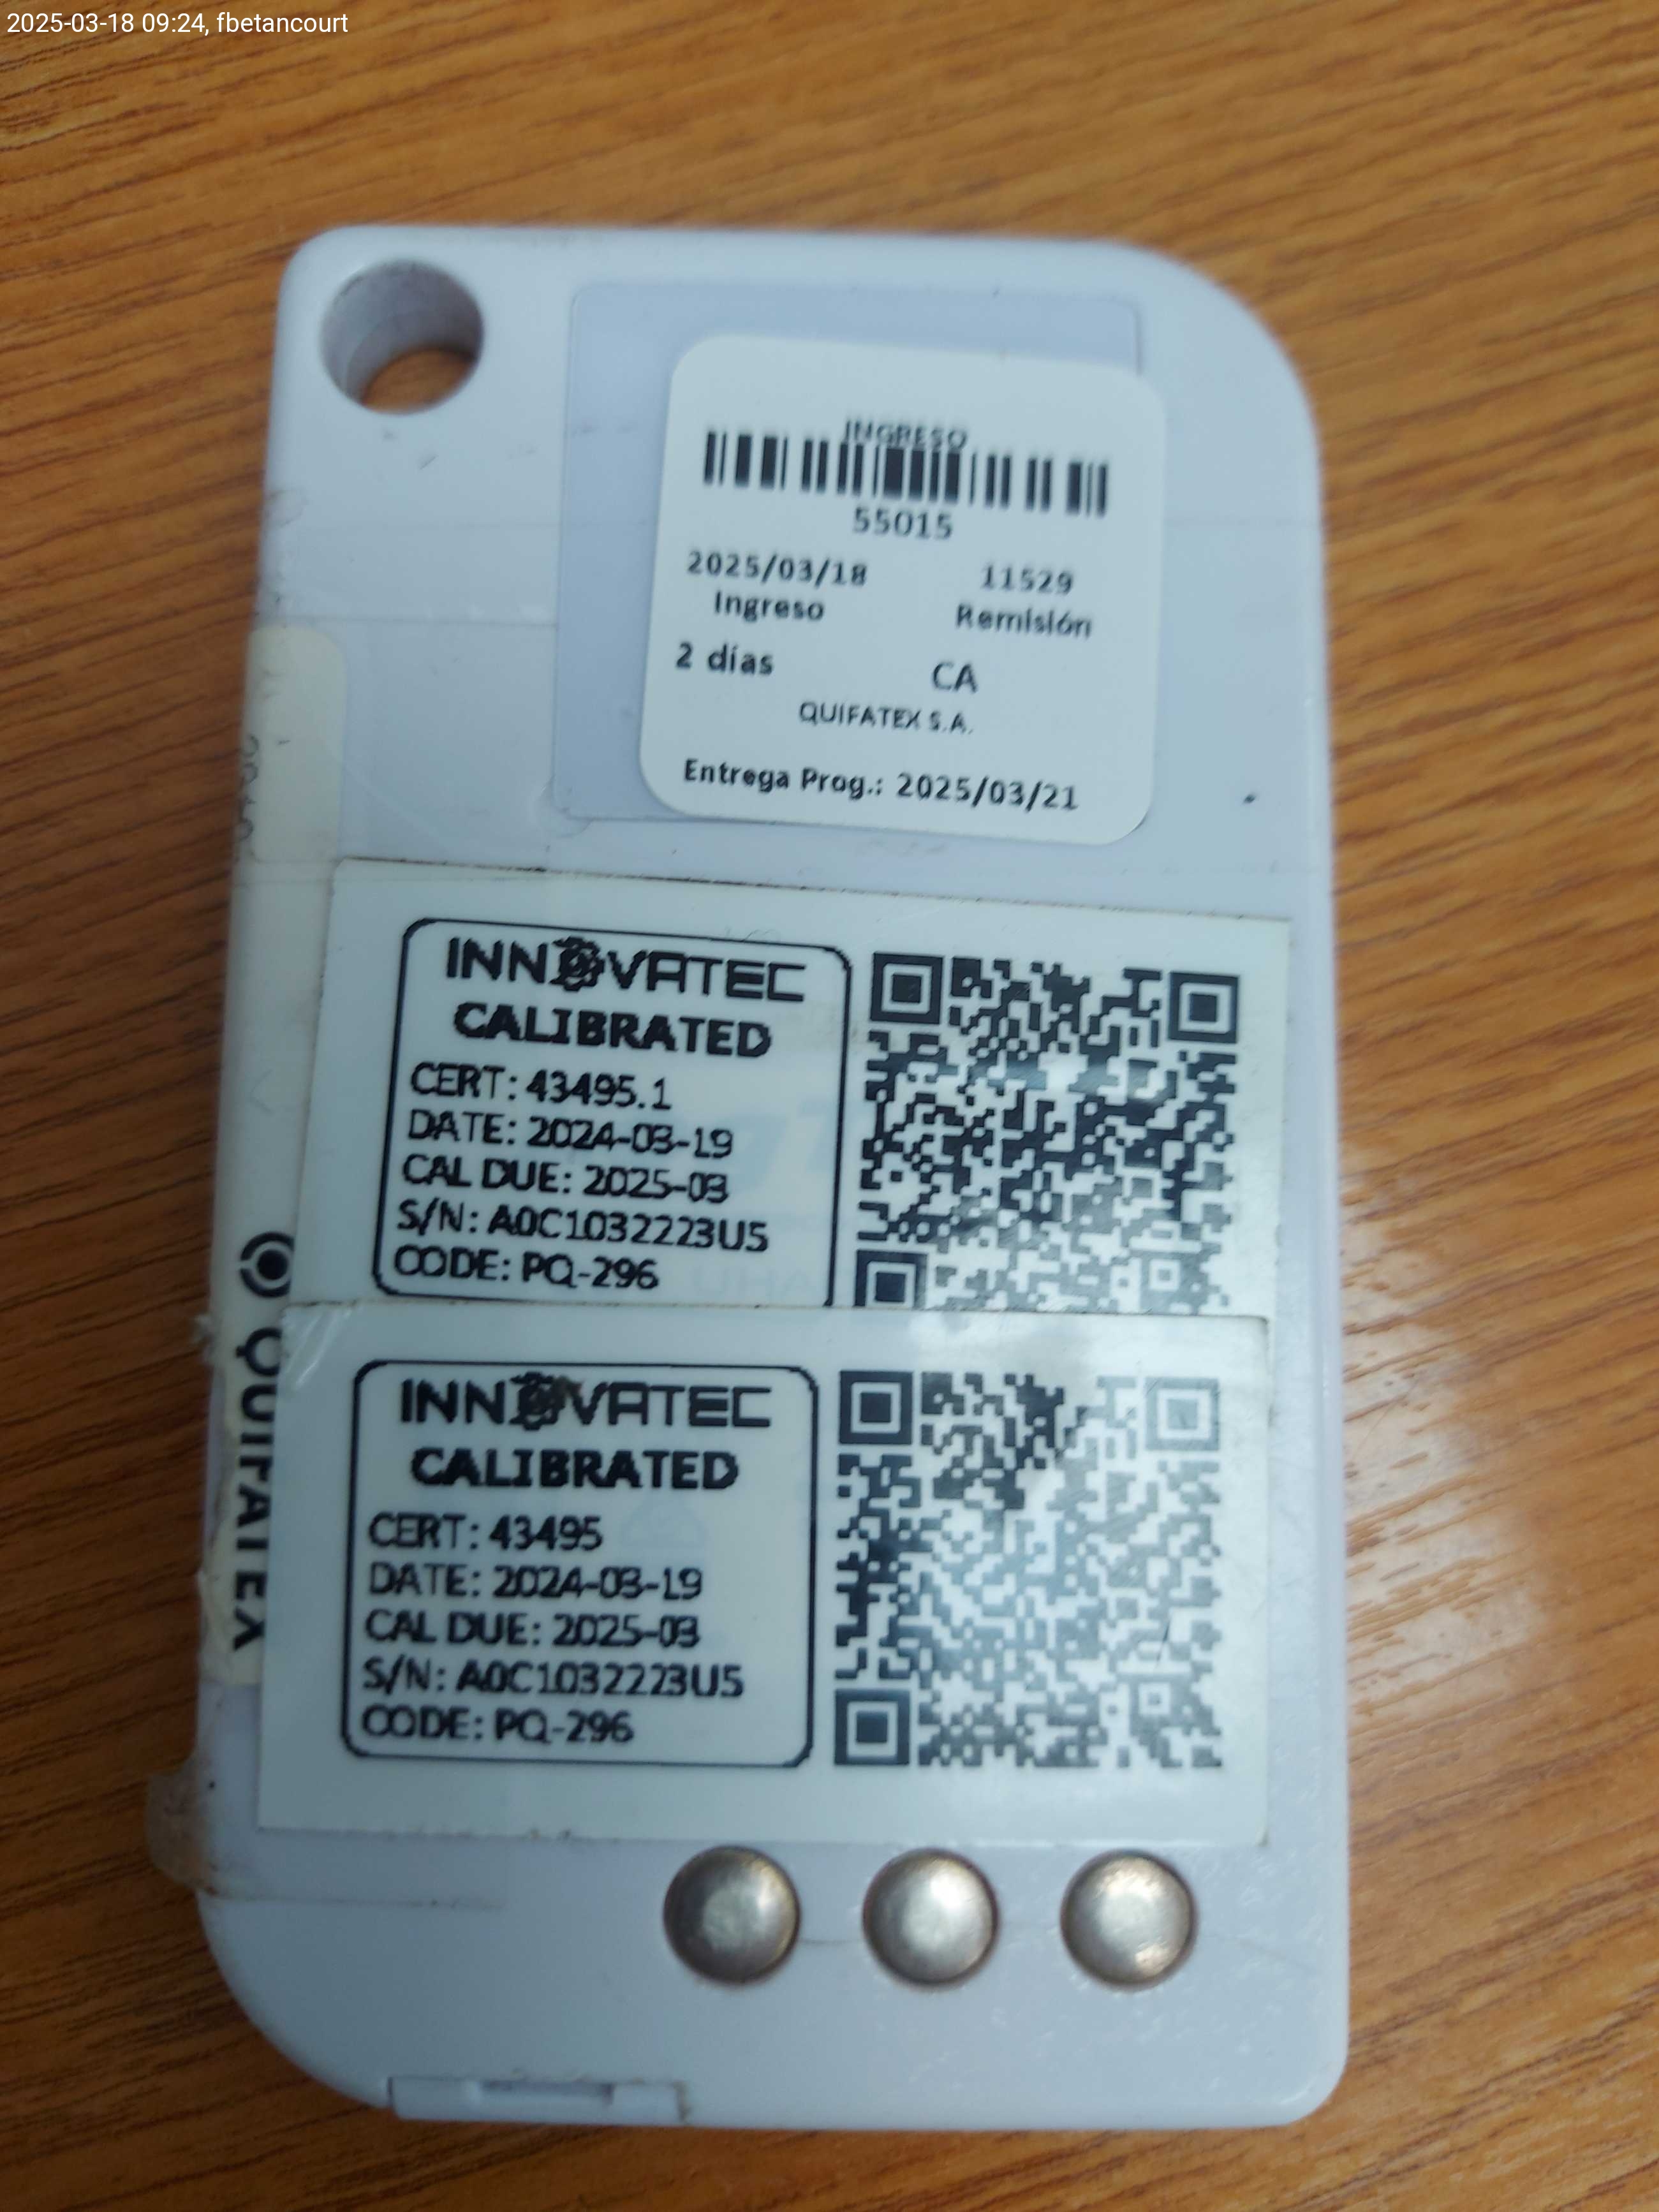 2025-03-18 09:24, fbetancourt
INGRESO
55015
2025/03/18 11529
Ingreso Remisión
2 días CA
QUIFATEX S.A.
Entrega Prog.: 2025/03/21
INNOVATEC
CALIBRATED
CERT: 43495.1
DATE: 2024-03-19
CAL DUE: 2025-03
S/N: A0C1032223U5
CODE: PQ-296
QUIFATEX
INNOVATEC
CALIBRATED
CERT: 43495
DATE: 2024-03-19
CAL DUE: 2025-03
S/N: A0C1032223U5
CODE: PQ-296